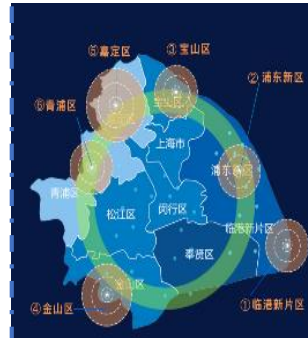 ⑤嘉定区
③宝山区
②浦东新区
宝山区
⑥青浦区
上海市
浦东新区
青浦区
松江区
闵行区
临港新片区
奉贤区
金山区
④金山区
①临港新片区